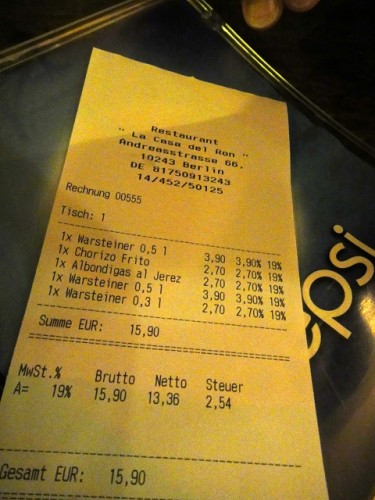 Restaurant
" La Casa del Ron "
Andreasstrasse 66.
10243 Berlin
DE 81750913243
14/452/50125
Rechnung 00555
Tisch: 1
1x Warsteiner 0,5 l 3,90 3,90% 19%
1x Chorizo Frito 2,70 2,70% 19%
1x Albondigas al Jerez 2,70 2,70% 19%
1x Warsteiner 0,5 l 3,90 3,90% 19%
1x Warsteiner 0,3 l 2,70 2,70% 19%
Summe EUR: 15,90
MwSt.% Brutto Netto Steuer
A= 19% 15,90 13,36 2,54
Gesamt EUR: 15,90
epsi